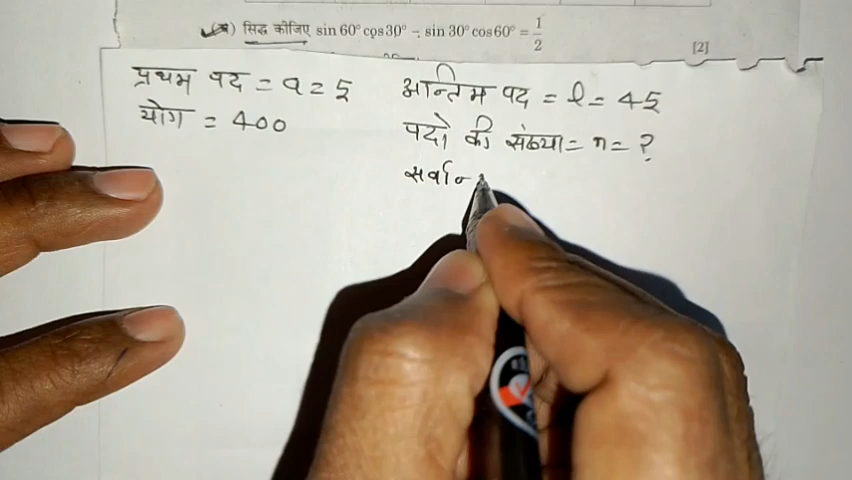 (ख) सिद्ध कीजिए sin 60° cos 30° − sin 30° cos 60° = 1/2
[2]
प्रथम पद = a = 5 अन्तिम पद = l = 45
योग = 400
पदो की संख्या = n = ?
सर्वान